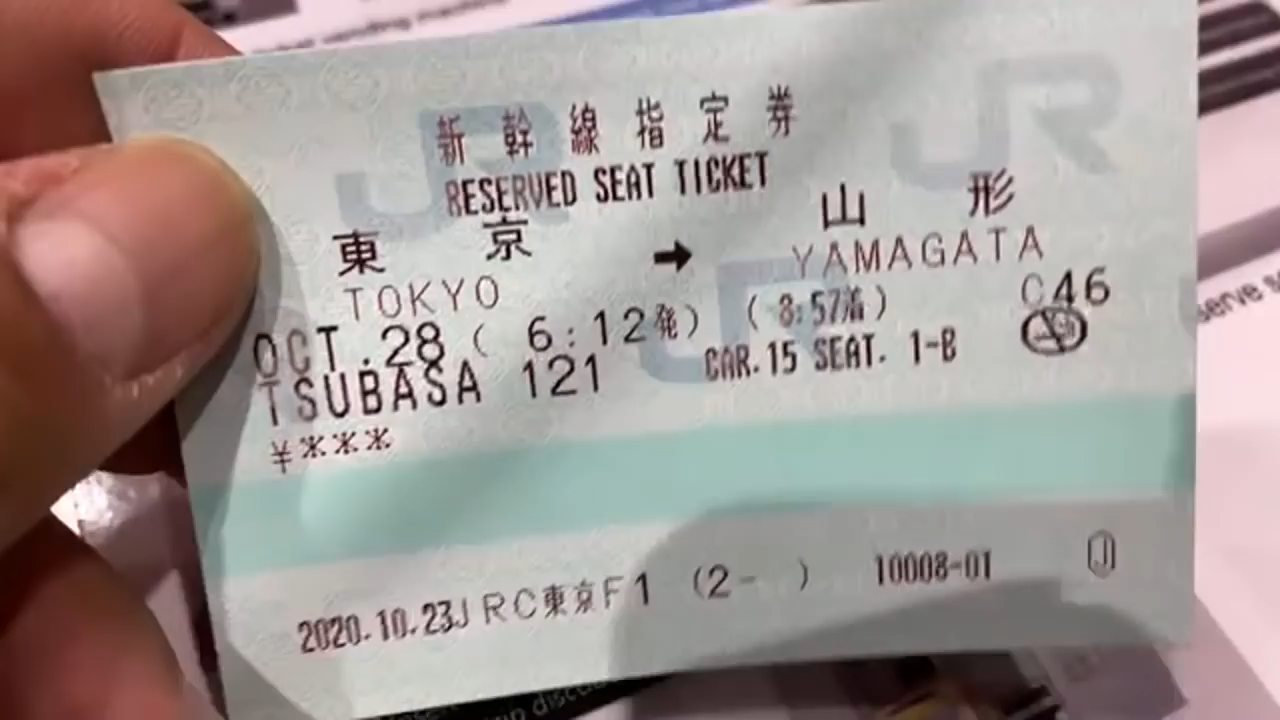 新幹線指定券
RESERVED SEAT TICKET
東京 → 山形
TOKYO YAMAGATA
OCT.28 ( 6:12発) ( 8:57着) C46
TSUBASA 121 CAR.15 SEAT. 1-B
¥***
2020.10.23JRC東京F1 (2- ) 10008-01 J
JR
JR